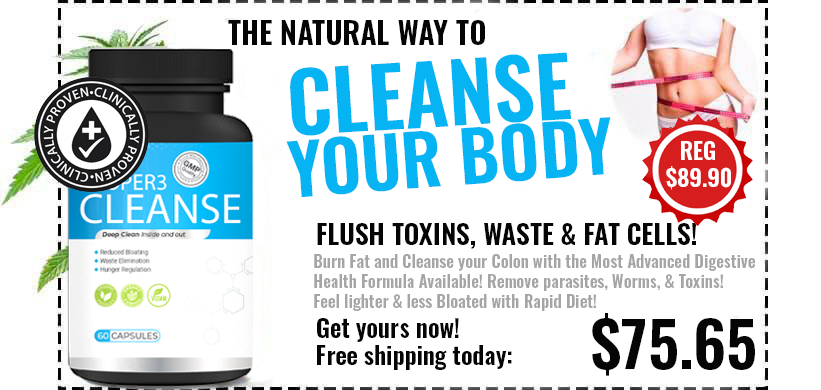 THE NATURAL WAY TO
CLEANSE
YOUR BODY
CLINICALLY PROVEN•CLINICALLY PROVEN•
REG
$89.90
GMP
Quality
PER3
CLEANSE
Deep Clean Inside and out
Reduced Bloating
Waste Elimination
Hunger Regulation
60 CAPSULES
FLUSH TOXINS, WASTE & FAT CELLS!
Burn Fat and Cleanse your Colon with the Most Advanced Digestive
Health Formula Available! Remove parasites, Worms, & Toxins!
Feel lighter & less Bloated with Rapid Diet!
Get yours now!
Free shipping today:
$75.65